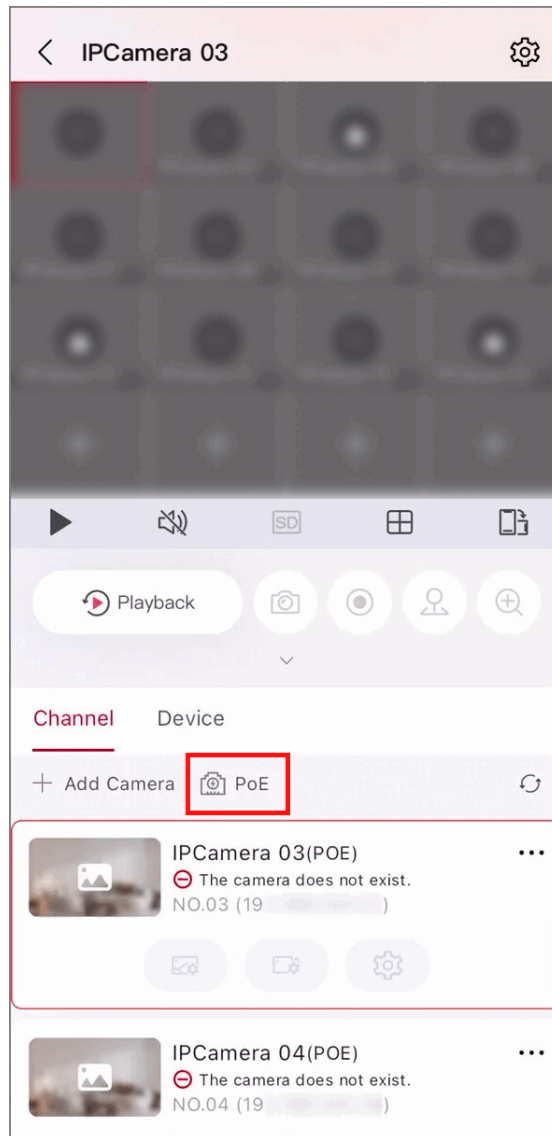 IPCamera 03
SD
Playback
Channel Device
Add Camera PoE
IPCamera 03(POE)
The camera does not exist.
NO.03 (19 )
IPCamera 04(POE)
The camera does not exist.
NO.04 (19 )